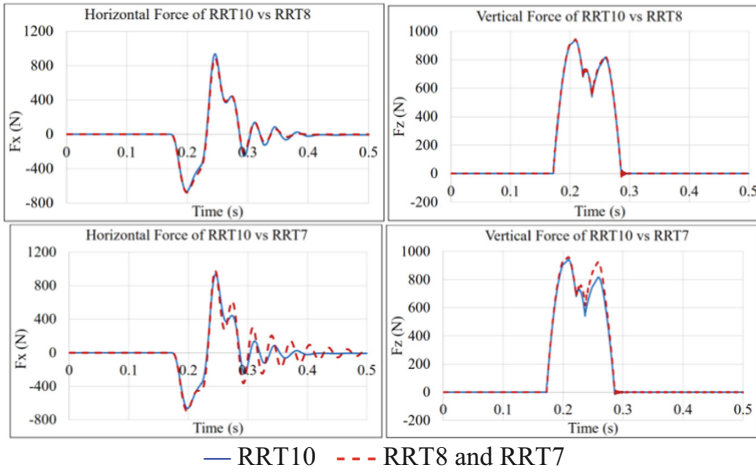 Horizontal Force of RRT10 vs RRT8
1200
800
400
0
-400
-800
Fx (N)
0 0.1 0.2 0.3 0.4 0.5
Time (s)
Vertical Force of RRT10 vs RRT8
1000
800
600
400
200
0
-200
Fz (N)
0 0.1 0.2 0.3 0.4 0.5
Time (s)
Horizontal Force of RRT10 vs RRT7
1200
800
400
0
-400
-800
Fx (N)
0 0.1 0.2 0.3 0.4 0.5
Time (s)
Vertical Force of RRT10 vs RRT7
1000
800
600
400
200
0
-200
Fz (N)
0 0.1 0.2 0.3 0.4 0.5
Time (s)
RRT10 RRT8 and RRT7